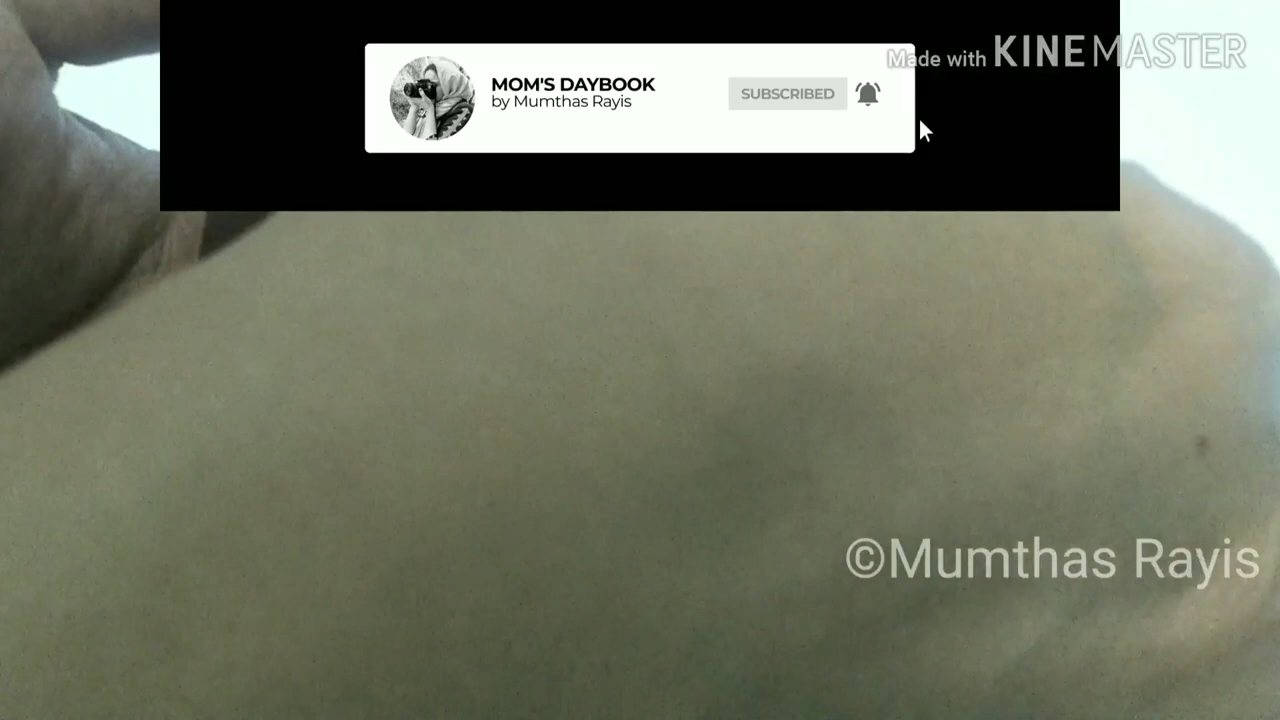 Made with KINEMASTER
MOM'S DAYBOOK
by Mumthas Rayis
SUBSCRIBED
©Mumthas Rayis